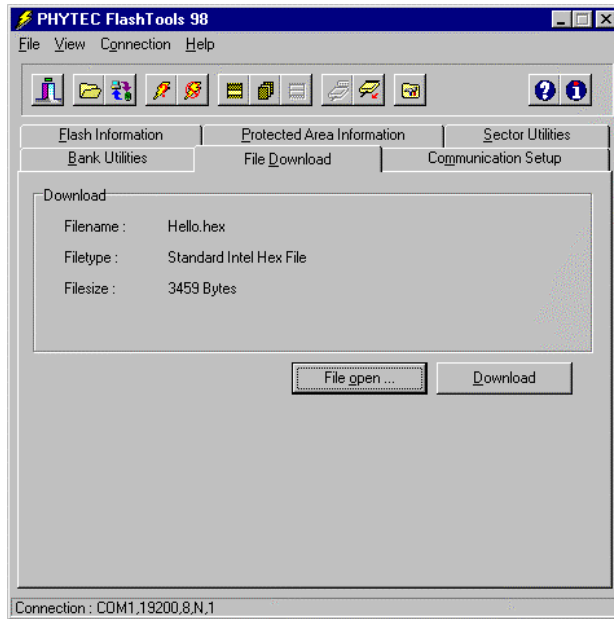 PHYTEC FlashTools 98
File View Connection Help
Flash Information Protected Area Information Sector Utilities
Bank Utilities File Download Communication Setup
Download
Filename : Hello.hex
Filetype : Standard Intel Hex File
Filesize : 3459 Bytes
File open ... Download
Connection : COM1,19200,8,N,1